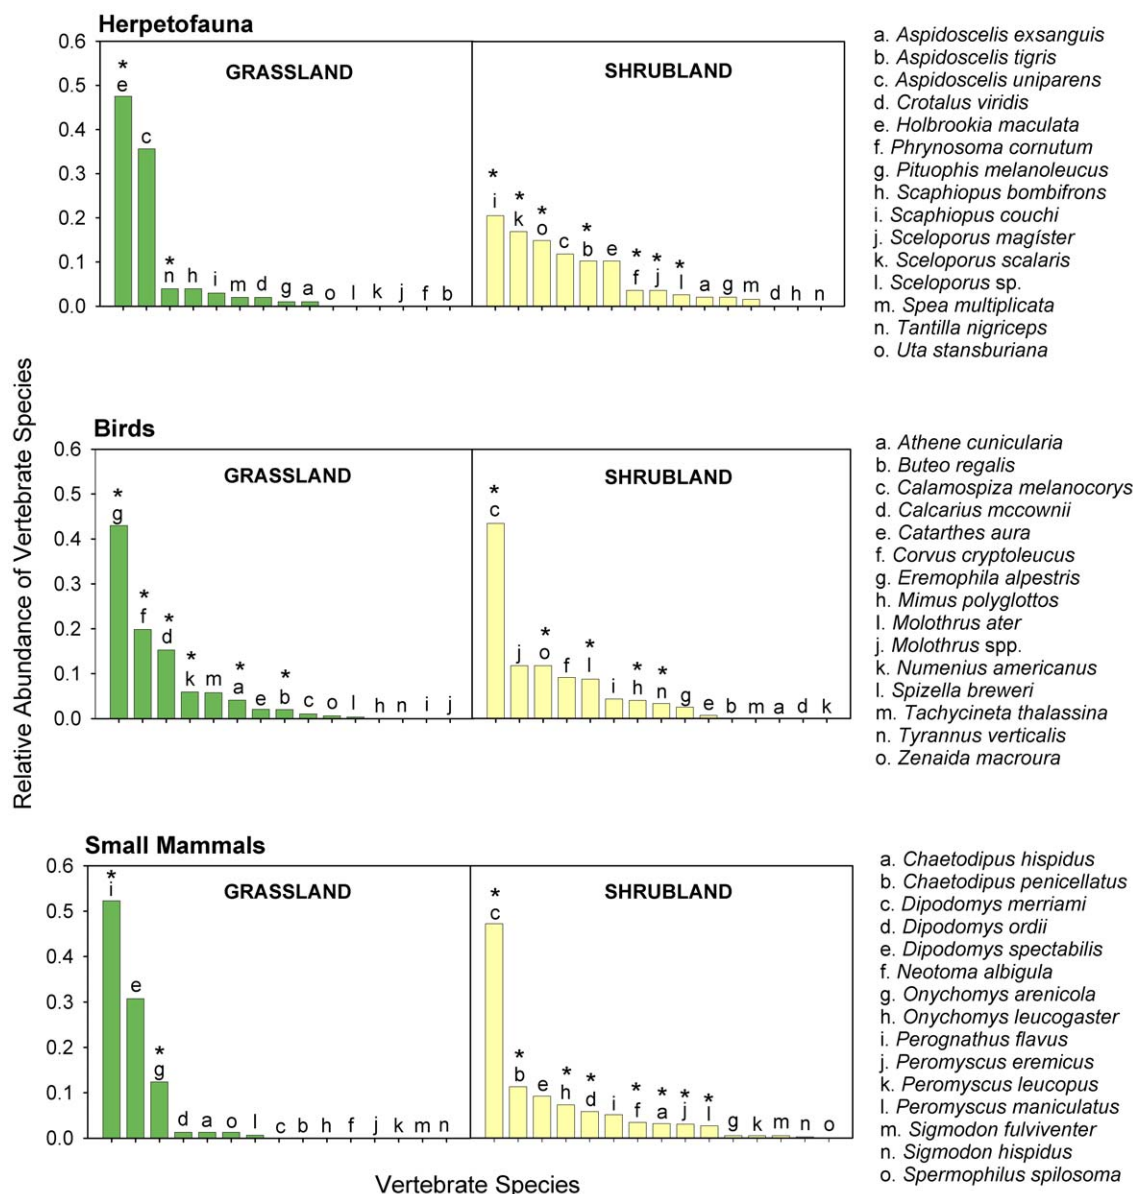 Herpetofauna
GRASSLAND
0.6
0.5
0.4
0.3
0.2
0.1
0.0
* * 
e c n h i m d g a o l k j f b
SHRUBLAND
* * * * * * *
i k o c b e f j l a g m d h n
a. Aspidoscelis exsanguis
b. Aspidoscelis tigris
c. Aspidoscelis uniparens
d. Crotalus viridis
e. Holbrookia maculata
f. Phrynosoma cornutum
g. Pituophis melanoleucus
h. Scaphiopus bombifrons
i. Scaphiopus couchi
j. Sceloporus magíster
k. Sceloporus scalaris
l. Sceloporus sp.
m. Spea multiplicata
n. Tantilla nigriceps
o. Uta stansburiana
Relative Abundance of Vertebrate Species
Birds
GRASSLAND
0.6
0.5
0.4
0.3
0.2
0.1
0.0
* * * * * *
g f d k m a e b c o l h n i j
SHRUBLAND
* * * * *
c j o f l i h n g e b m a d k
a. Athene cunicularia
b. Buteo regalis
c. Calamospiza melanocorys
d. Calcarius mccownii
e. Catarthes aura
f. Corvus cryptoleucus
g. Eremophila alpestris
h. Mimus polyglottos
l. Molothrus ater
j. Molothrus spp.
k. Numenius americanus
l. Spizella breweri
m. Tachycineta thalassina
n. Tyrannus verticalis
o. Zenaida macroura
Small Mammals
GRASSLAND
0.6
0.5
0.4
0.3
0.2
0.1
0.0
* *
i e g d a o l c b h f j k m n
SHRUBLAND
* * * * * * * *
c b e h d i f a j l g k m n o
a. Chaetodipus hispidus
b. Chaetodipus penicellatus
c. Dipodomys merriami
d. Dipodomys ordii
e. Dipodomys spectabilis
f. Neotoma albigula
g. Onychomys arenicola
h. Onychomys leucogaster
i. Perognathus flavus
j. Peromyscus eremicus
k. Peromyscus leucopus
l. Peromyscus maniculatus
m. Sigmodon fulviventer
n. Sigmodon hispidus
o. Spermophilus spilosoma
Vertebrate Species